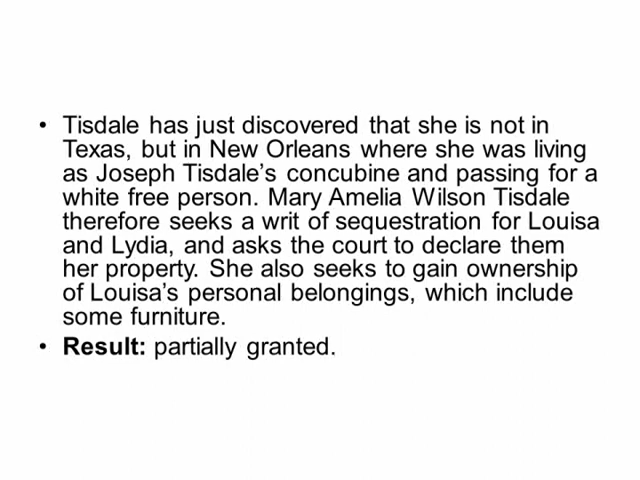 • Tisdale has just discovered that she is not in
Texas, but in New Orleans where she was living
as Joseph Tisdale’s concubine and passing for a
white free person. Mary Amelia Wilson Tisdale
therefore seeks a writ of sequestration for Louisa
and Lydia, and asks the court to declare them
her property. She also seeks to gain ownership
of Louisa’s personal belongings, which include
some furniture.
• Result: partially granted.